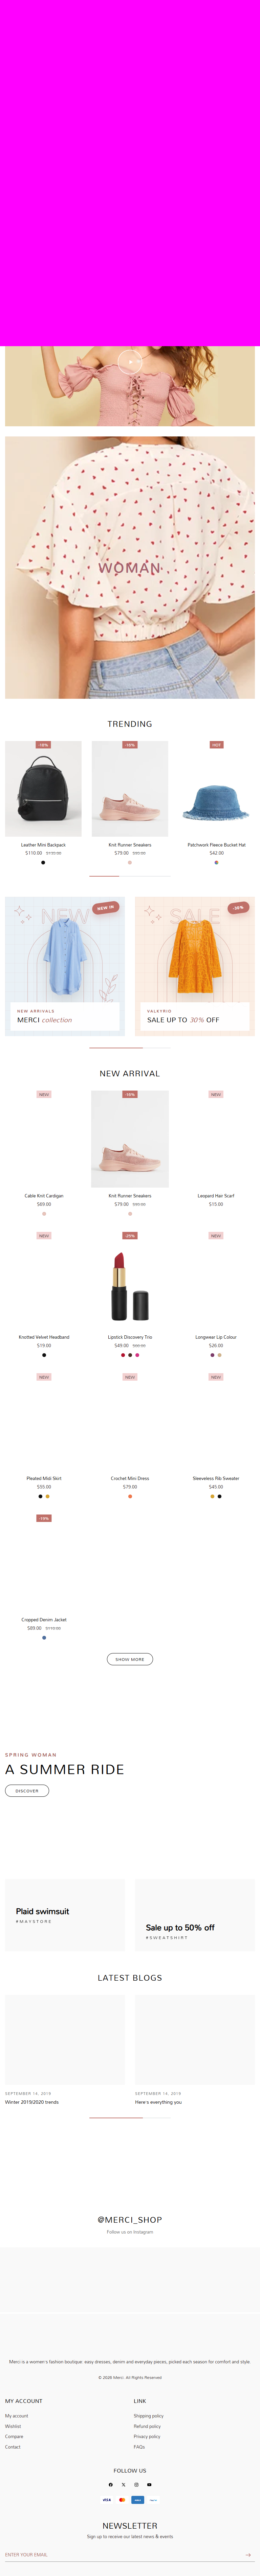 WOMAN
TRENDING
-10%
-16%
HOT
Leather Mini Backpack
Knit Runner Sneakers
Patchwork Fleece Bucket Hat
$110.00
$79.00
$42.00
NEW
NEW IN
SALE
-30%
NEW ARRIVALS
MERCI collection
VALKYRIE
SALE UP TO 30% OFF
NEW ARRIVAL
NEW
-16%
NEW
Cable Knit Cardigan
Knit Runner Sneakers
Leopard Hair Scarf
$69.00
$79.00
$15.00
NEW
-25%
NEW
Knotted Velvet Headband
Lipstick Discovery Trio
Longwear Lip Colour
$19.00
$49.00
$26.00
NEW
NEW
NEW
Pleated Midi Skirt
Crochet Mini Dress
Sleeveless Rib Sweater
$55.00
$79.00
$45.00
Cropped Denim Jacket
$89.00
SHOW MORE
SPRING WOMAN
A SUMMER RIDE
DISCOVER
Plaid swimsuit
#MAYSTORE
Sale up to 50% off
#SWEATSHIRT
LATEST BLOGS
SEPTEMBER 14, 2019
SEPTEMBER 14, 2019
Winter 2019/2020 trends
Here's everything you
@MERCI_SHOP
Follow us on Instagram
Merci is a women's fashion boutique: easy dresses, denim and everyday pieces, picked each season for comfort and style.
© 2026 Merci. All Rights Reserved
MY ACCOUNT
My account
Wishlist
Compare
Contact
LINK
Shipping policy
Refund policy
Privacy policy
FAQs
FOLLOW US
VISA
NEWSLETTER
Sign up to receive our latest news & events
ENTER YOUR EMAIL